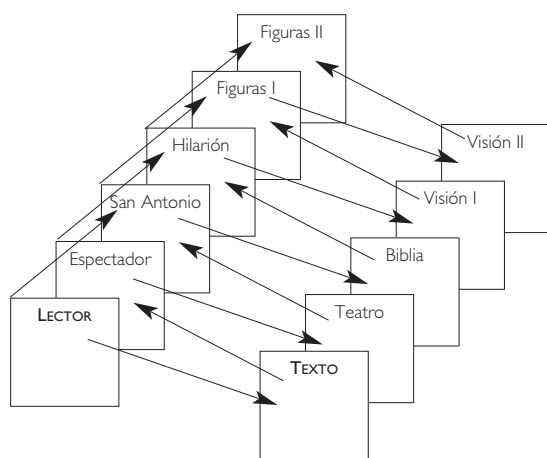 Figuras II
Figuras I
Visión II
Hilarión
Visión I
San Antonio
Biblia
Espectador
Teatro
LECTOR
TEXTO